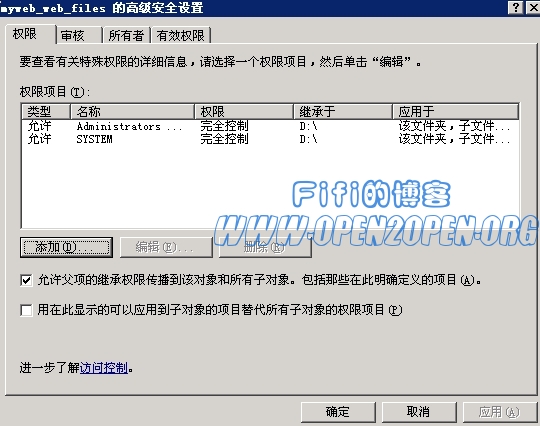 myweb_web_files 的高级安全设置
权限 审核 所有者 有效权限
要查看有关特殊权限的详细信息，请选择一个权限项目，然后单击“编辑”。
权限项目(T):
类型 名称 权限 继承于 应用于
允许 Administrators ... 完全控制 D:\ 该文件夹，子文件...
允许 SYSTEM 完全控制 D:\ 该文件夹，子文件...
Fifi的博客
WWW.OPEN2OPEN.ORG
添加(D)... 编辑(E)... 删除(R)
允许父项的继承权限传播到该对象和所有子对象。包括那些在此明确定义的项目(A)。
用在此显示的可以应用到子对象的项目替代所有子对象的权限项目(P)
进一步了解访问控制。
确定 取消 应用(A)